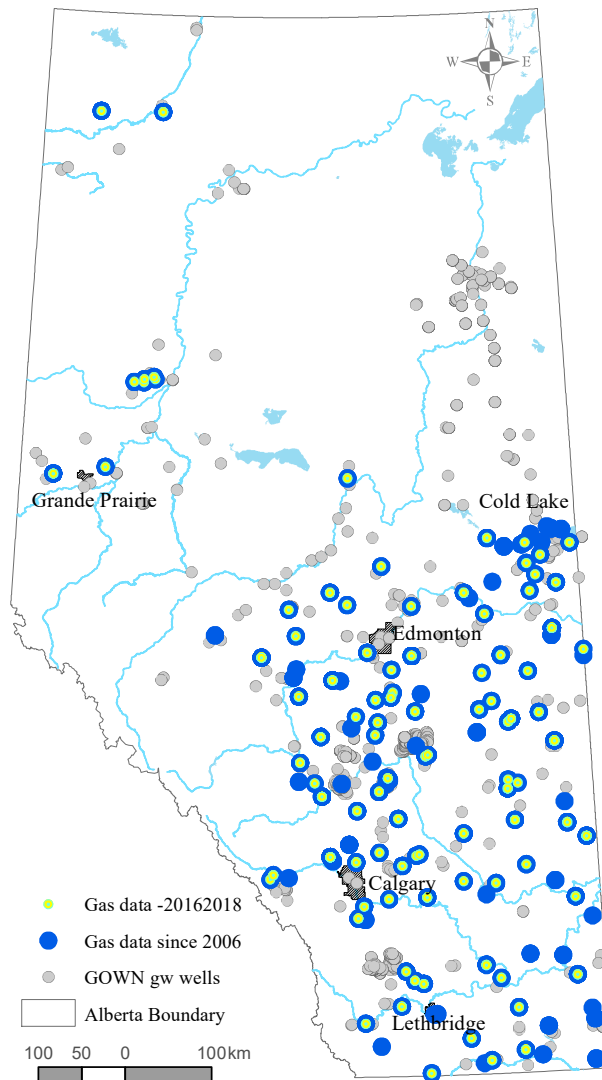 N
W E
S
Grande Prairie
Cold Lake
Edmonton
Calgary
Gas data -20162018
Gas data since 2006
GOWN gw wells
Alberta Boundary
Lethbridge
100 50 0 100km